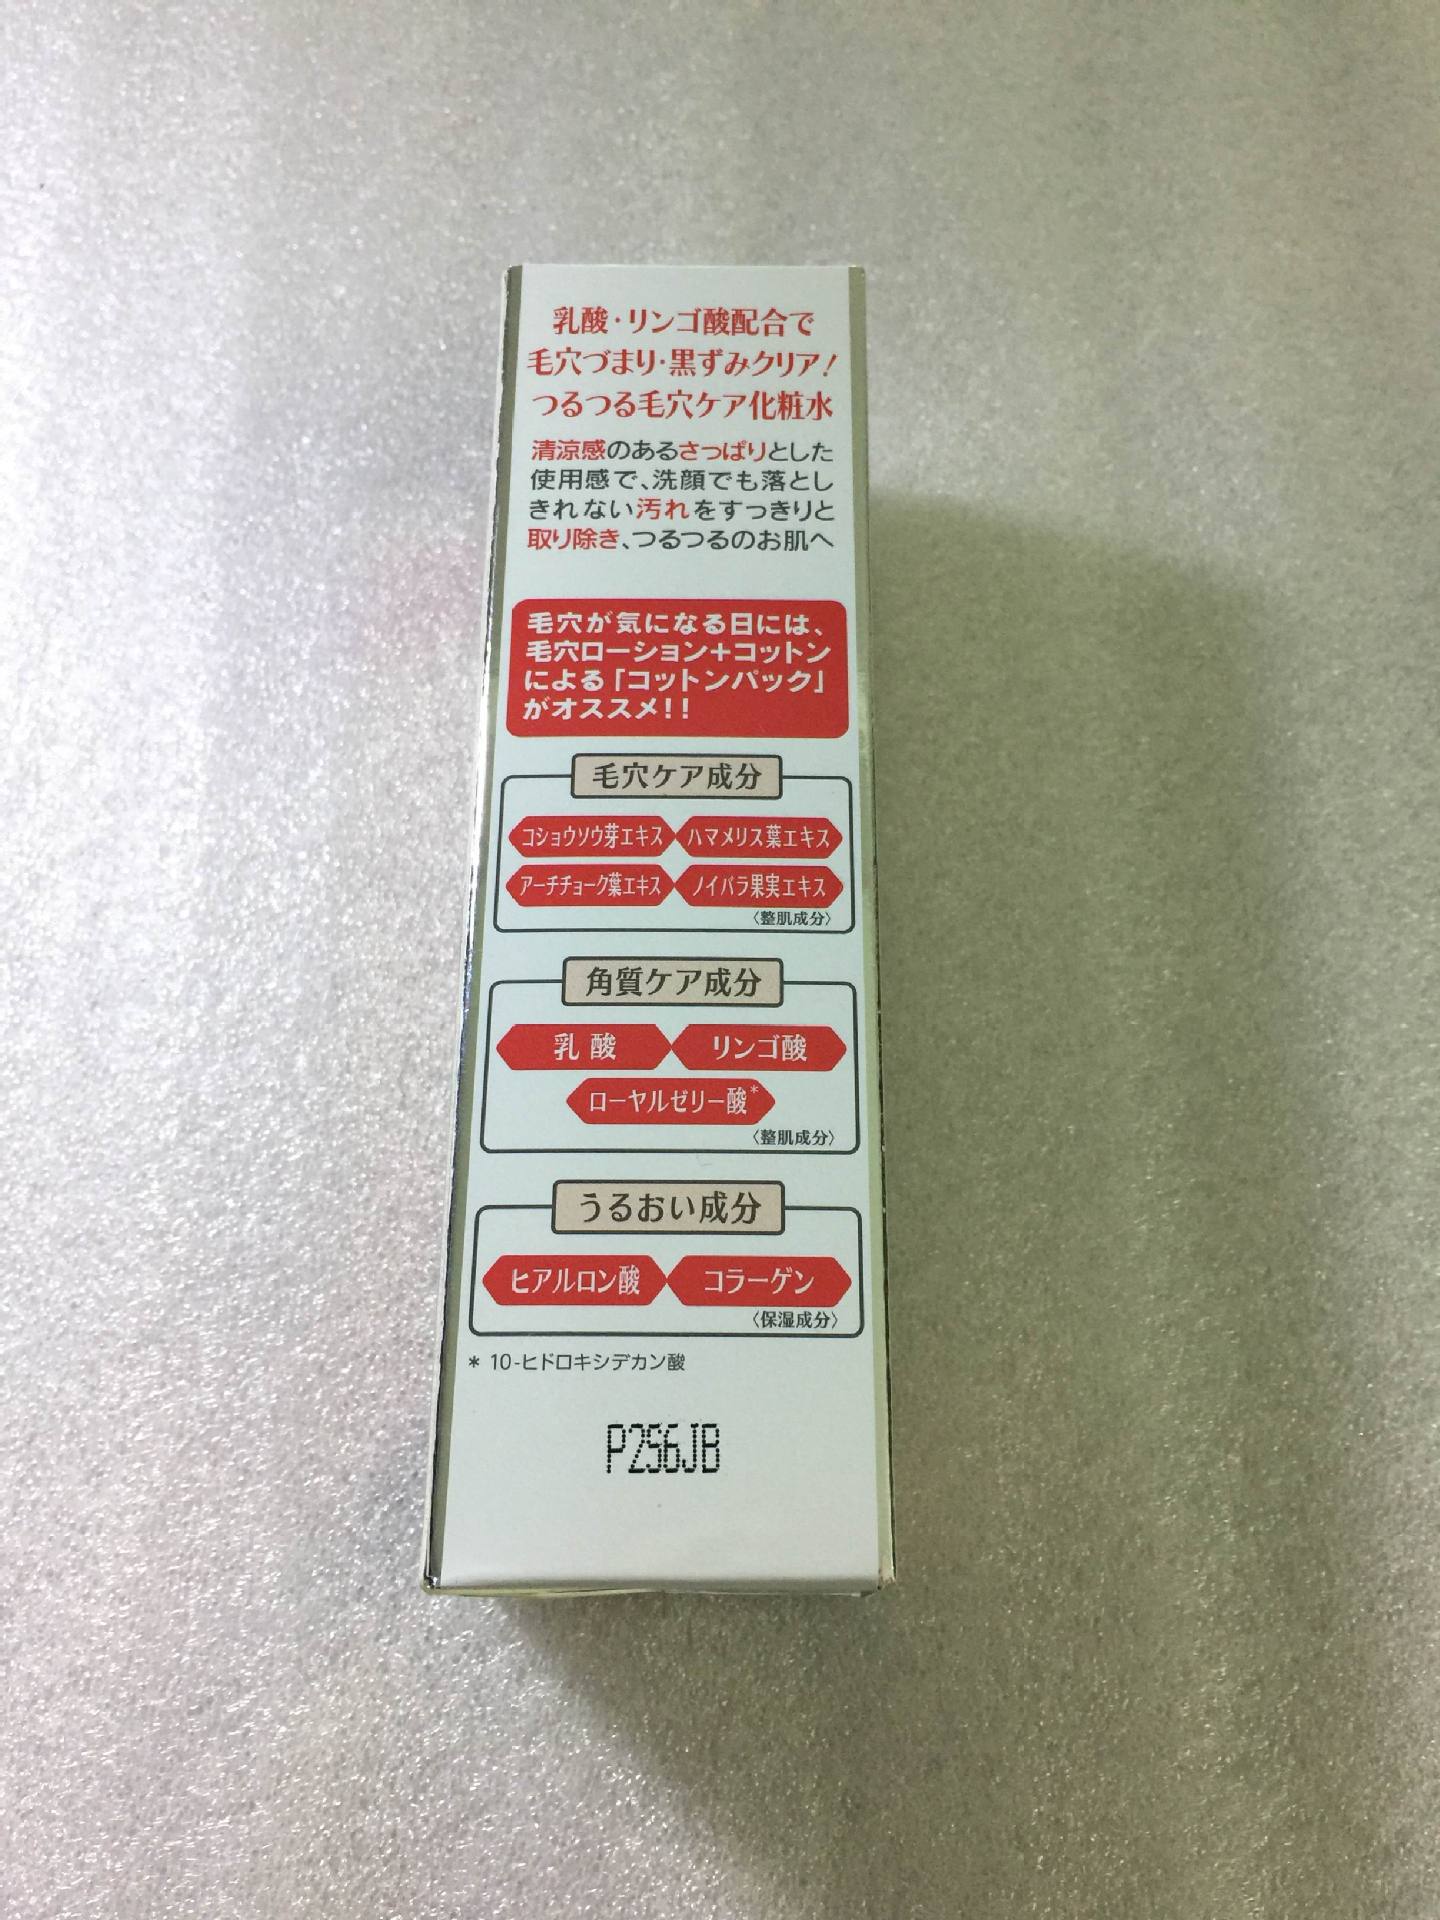 乳酸・リンゴ酸配合で
毛穴づまり・黒ずみクリア!
つるつる毛穴ケア化粧水
清涼感のあるさっぱりとした
使用感で、洗顔でも落とし
きれない汚れをすっきりと
取り除き、つるつるのお肌へ
毛穴が気になる日には、
毛穴ローション+コットン
による「コットンパック」
がオススメ!!
毛穴ケア成分
コショウソウ芽エキス ハマメリス葉エキス
アーチチョーク葉エキス ノイバラ果実エキス
〈整肌成分〉
角質ケア成分
乳酸 リンゴ酸
ローヤルゼリー酸*
〈整肌成分〉
うるおい成分
ヒアルロン酸 コラーゲン
〈保湿成分〉
* 10-ヒドロキシデカン酸
P256JB